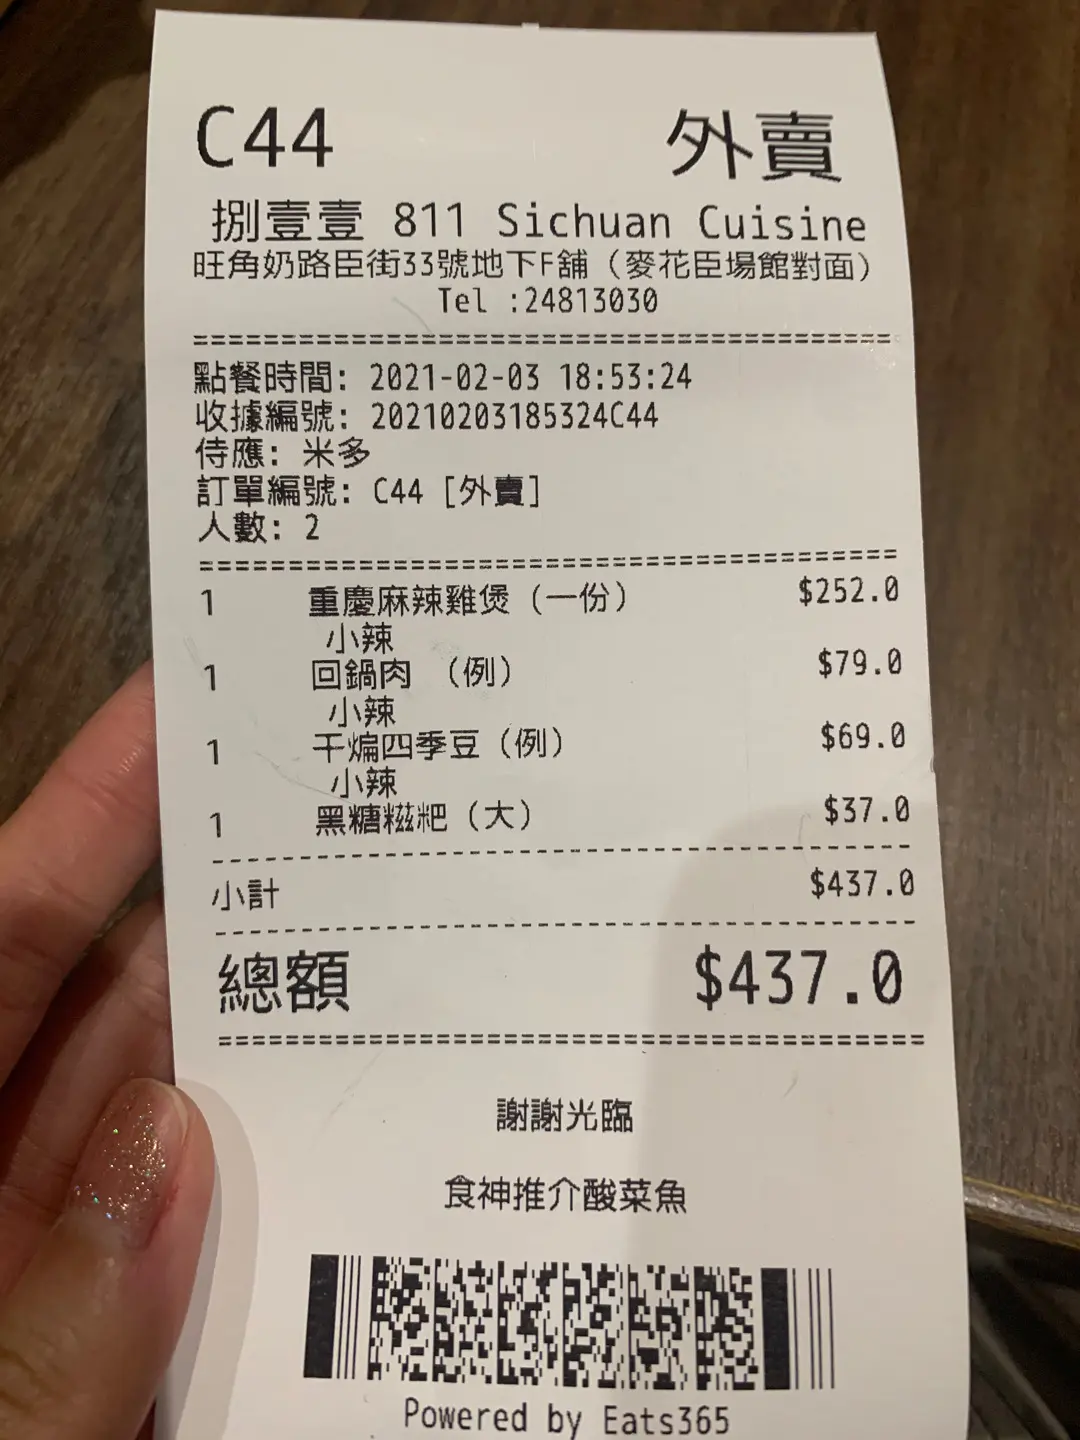 C44 外賣
捌壹壹 811 Sichuan Cuisine
旺角奶路臣街33號地下F舖（麥花臣場館對面）
Tel :24813030
========================================
點餐時間: 2021-02-03 18:53:24
收據編號: 20210203185324C44
侍應: 米多
訂單編號: C44 [外賣]
人數: 2
========================================
1 重慶麻辣雞煲（一份） $252.0
小辣
1 回鍋肉 （例） $79.0
小辣
1 干煸四季豆（例） $69.0
小辣
1 黑糖糍粑（大） $37.0
----------------------------------------
小計 $437.0
----------------------------------------
總額 $437.0
========================================
謝謝光臨
食神推介酸菜魚
Powered by Eats365